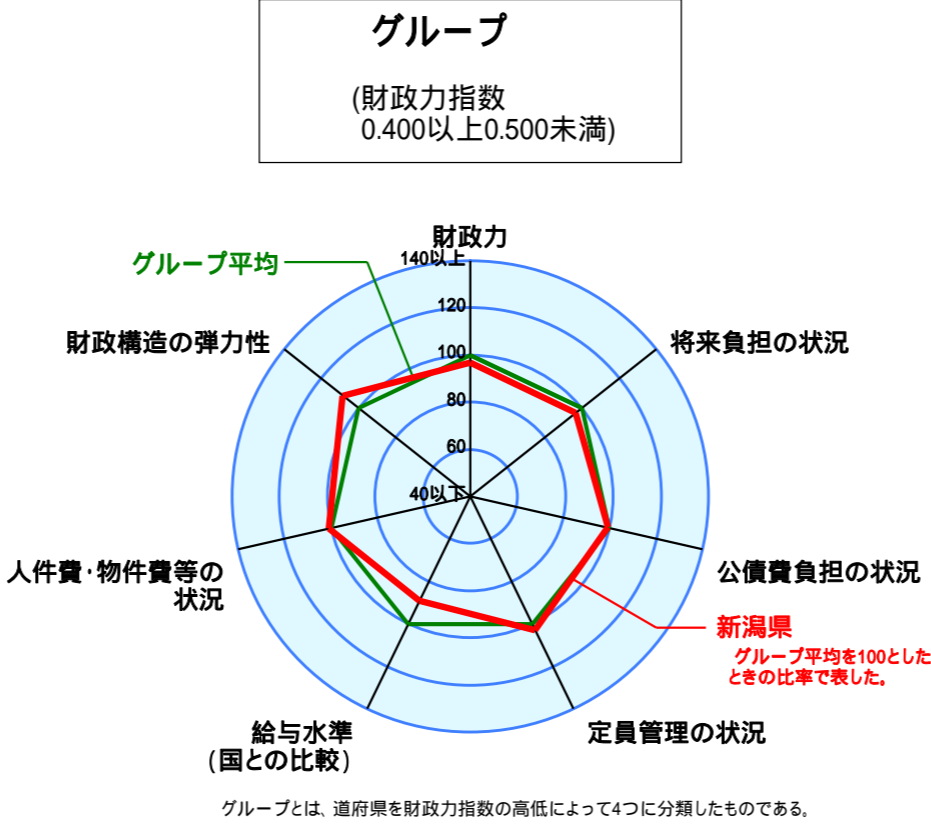 グループ
(財政力指数
0.400以上0.500未満)
財政力
140以上
グループ平均
120
財政構造の弾力性
将来負担の状況
100
80
60
40以下
人件費・物件費等の
状況
公債費負担の状況
新潟県
グループ平均を100とした
ときの比率で表した。
給与水準
(国との比較)
定員管理の状況
グループとは、道府県を財政力指数の高低によって4つに分類したものである。